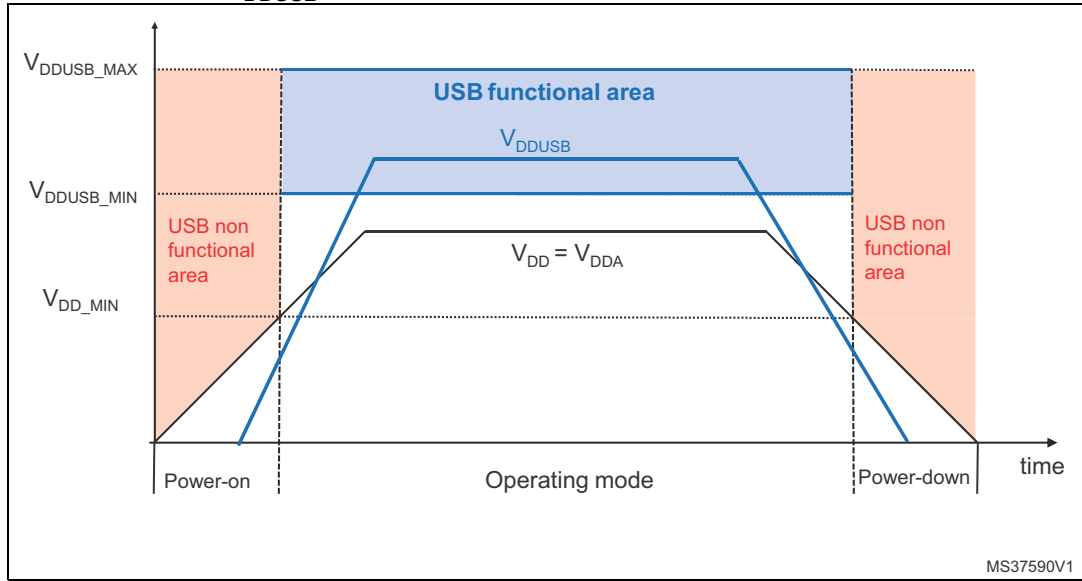 DDUSB
VDDUSB_MAX
USB functional area
VDDUSB
VDDUSB_MIN
USB non
functional
area
USB non
functional
area
VDD = VDDA
VDD_MIN
time
Power-on
Operating mode
Power-down
MS37590V1